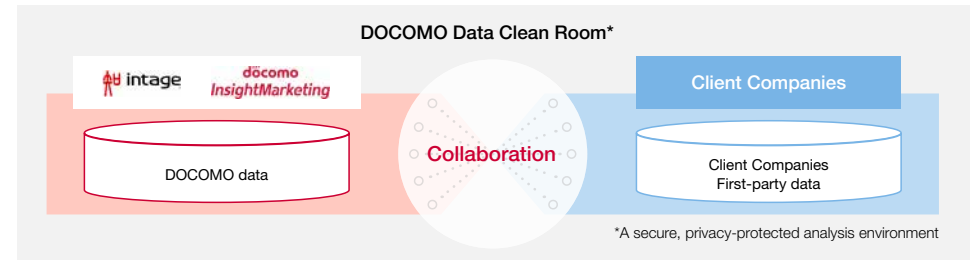 DOCOMO Data Clean Room*
intage
döcomo
InsightMarketing
Client Companies
Collaboration
DOCOMO data
Client Companies
First-party data
*A secure, privacy-protected analysis environment